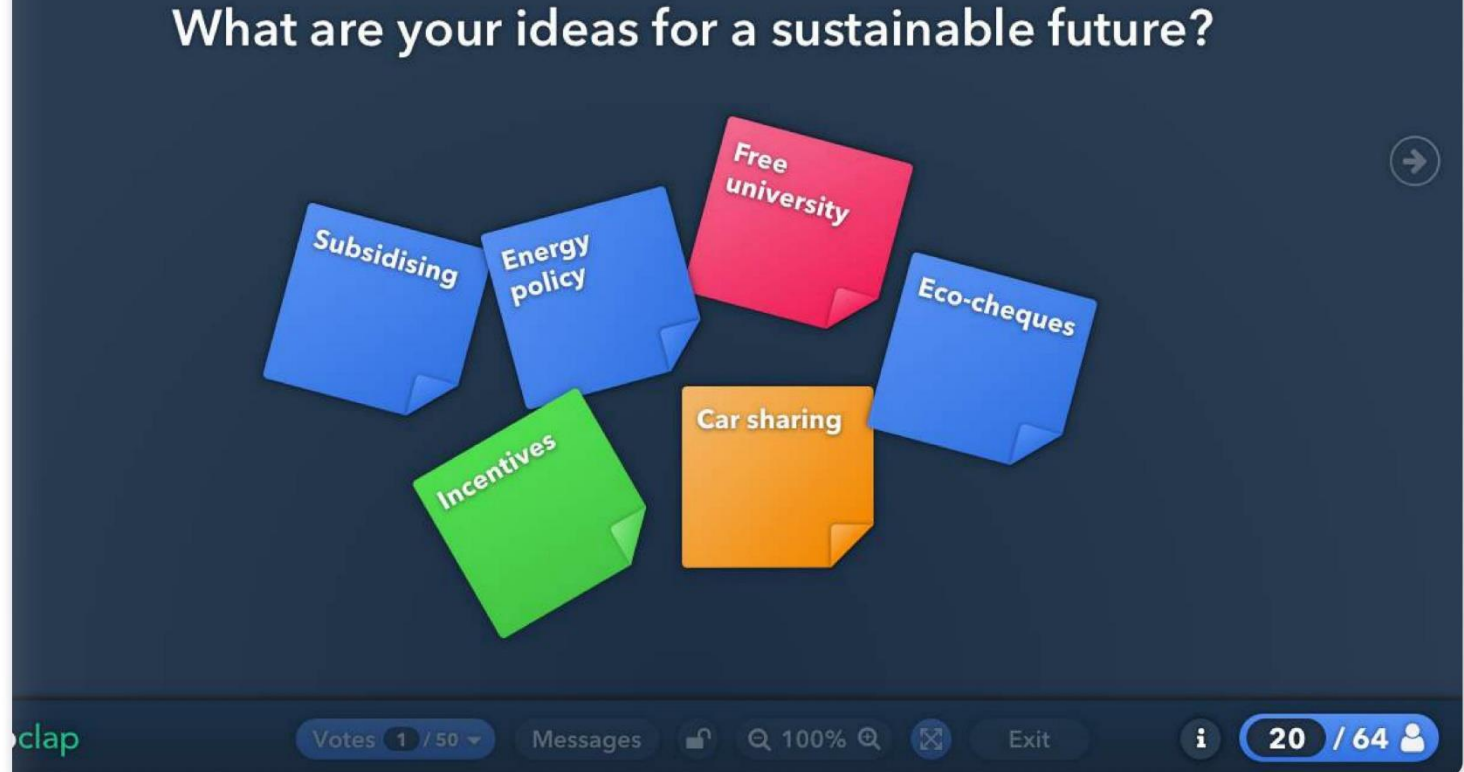 What are your ideas for a sustainable future?
Free
university
Subsidising
Energy
policy
Eco-cheques
Incentives
Car sharing
clap
Votes 1 / 50
Messages
100%
Exit
i
20 / 64